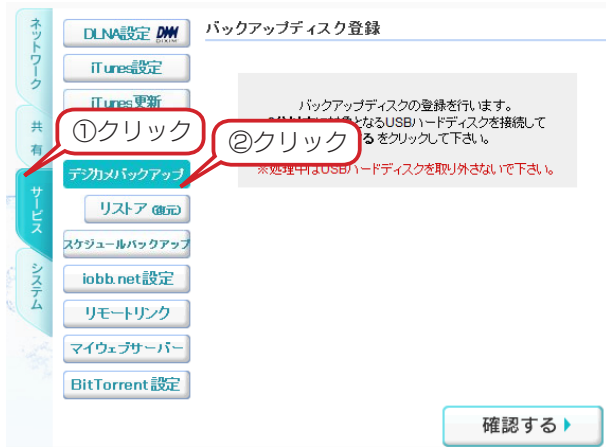 ネットワーク
共有
サービス
システム
DLNA設定
iTunes設定
iTunes更新
①クリック
デジカメバックアップ
リストア(復元)
スケジュールバックアップ
iobb.net設定
リモートリンク
マイウェブサーバー
BitTorrent設定
バックアップディスク登録
バックアップディスクの登録を行います。
となるUSBハードディスクを接続して
る をクリックして下さい。
②クリック
※処理中はUSBハードディスクを取り外さないで下さい。
確認する